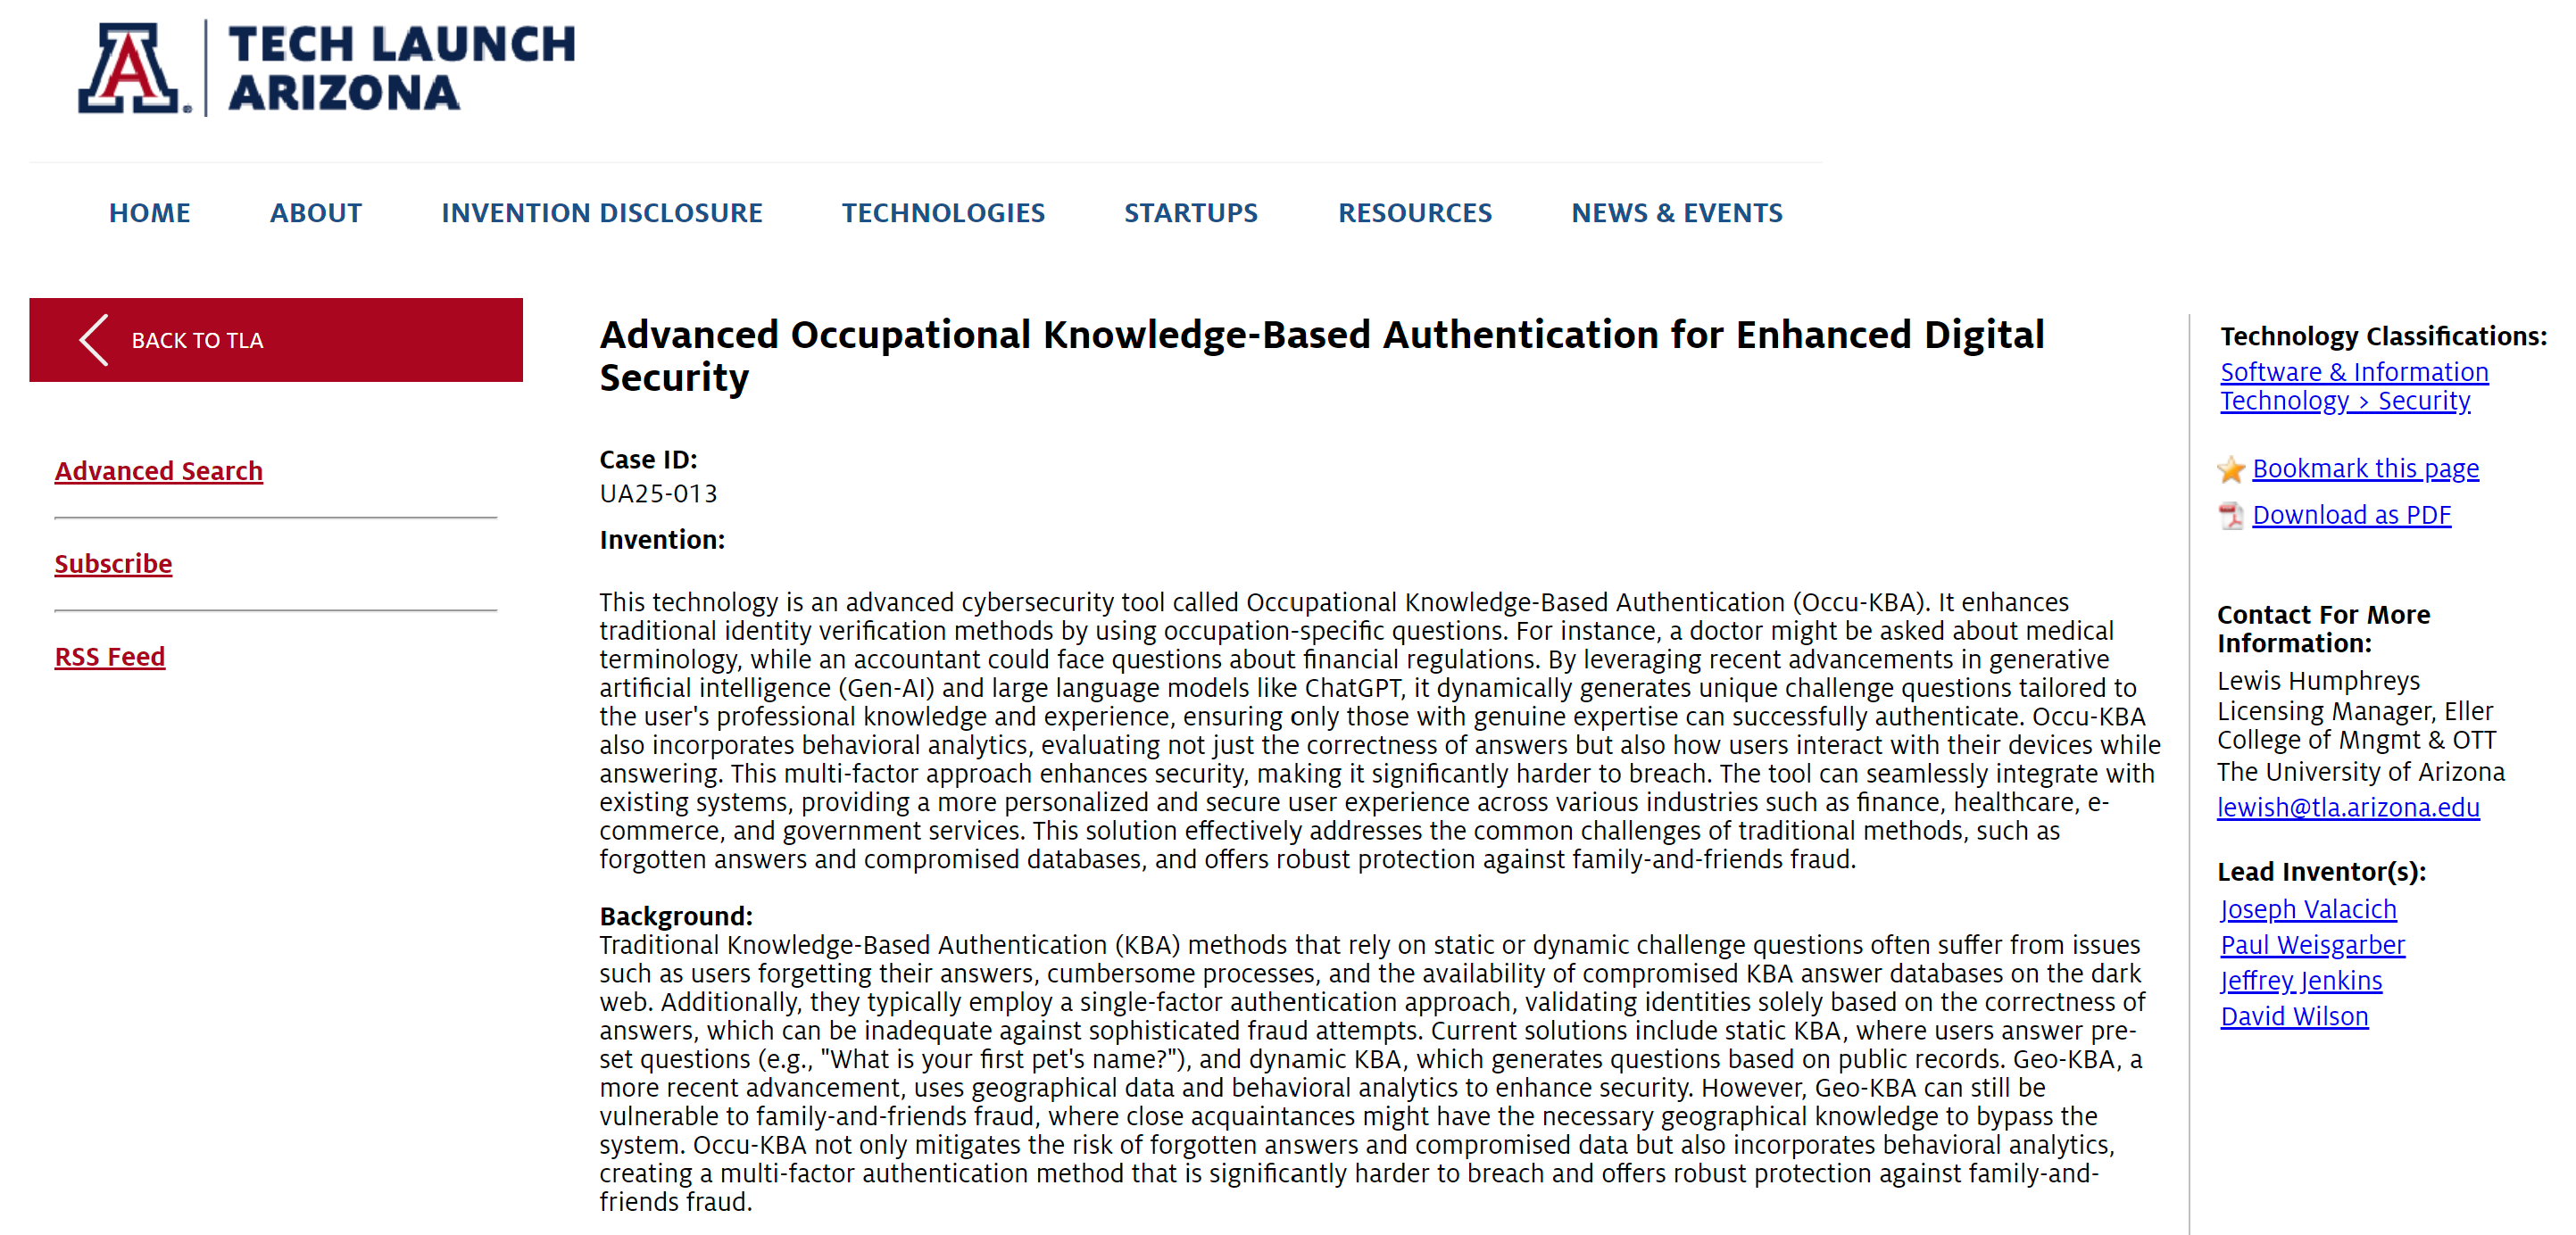 A
TECH LAUNCH
ARIZONA
HOME ABOUT INVENTION DISCLOSURE TECHNOLOGIES STARTUPS RESOURCES NEWS & EVENTS
BACK TO TLA
Advanced Search
Subscribe
RSS Feed
Advanced Occupational Knowledge-Based Authentication for Enhanced Digital
Security
Case ID:
UA25-013
Invention:
This technology is an advanced cybersecurity tool called Occupational Knowledge-Based Authentication (Occu-KBA). It enhances
traditional identity verification methods by using occupation-specific questions. For instance, a doctor might be asked about medical
terminology, while an accountant could face questions about financial regulations. By leveraging recent advancements in generative
artificial intelligence (Gen-AI) and large language models like ChatGPT, it dynamically generates unique challenge questions tailored to
the user's professional knowledge and experience, ensuring only those with genuine expertise can successfully authenticate. Occu-KBA
also incorporates behavioral analytics, evaluating not just the correctness of answers but also how users interact with their devices while
answering. This multi-factor approach enhances security, making it significantly harder to breach. The tool can seamlessly integrate with
existing systems, providing a more personalized and secure user experience across various industries such as finance, healthcare, e-
commerce, and government services. This solution effectively addresses the common challenges of traditional methods, such as
forgotten answers and compromised databases, and offers robust protection against family-and-friends fraud.
Background:
Traditional Knowledge-Based Authentication (KBA) methods that rely on static or dynamic challenge questions often suffer from issues
such as users forgetting their answers, cumbersome processes, and the availability of compromised KBA answer databases on the dark
web. Additionally, they typically employ a single-factor authentication approach, validating identities solely based on the correctness of
answers, which can be inadequate against sophisticated fraud attempts. Current solutions include static KBA, where users answer pre-
set questions (e.g., "What is your first pet's name?"), and dynamic KBA, which generates questions based on public records. Geo-KBA, a
more recent advancement, uses geographical data and behavioral analytics to enhance security. However, Geo-KBA can still be
vulnerable to family-and-friends fraud, where close acquaintances might have the necessary geographical knowledge to bypass the
system. Occu-KBA not only mitigates the risk of forgotten answers and compromised data but also incorporates behavioral analytics,
creating a multi-factor authentication method that is significantly harder to breach and offers robust protection against family-and-
friends fraud.
Technology Classifications:
Software & Information
Technology > Security
Bookmark this page
Download as PDF
Contact For More
Information:
Lewis Humphreys
Licensing Manager, Eller
College of Mngmt & OTT
The University of Arizona
lewish@tla.arizona.edu
Lead Inventor(s):
Joseph Valacich
Paul Weisgarber
Jeffrey Jenkins
David Wilson